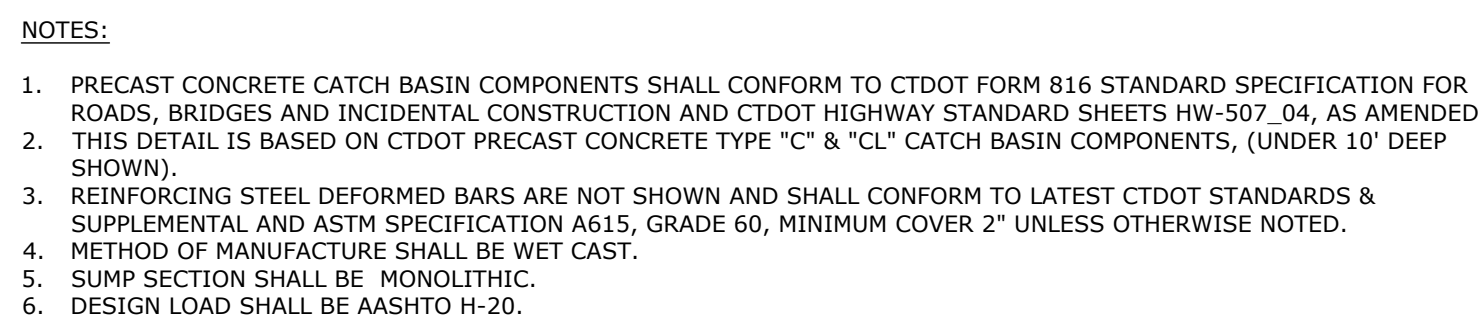 NOTES:
1. PRECAST CONCRETE CATCH BASIN COMPONENTS SHALL CONFORM TO CTDOT FORM 816 STANDARD SPECIFICATION FOR
ROADS, BRIDGES AND INCIDENTAL CONSTRUCTION AND CTDOT HIGHWAY STANDARD SHEETS HW-507_04, AS AMENDED
2. THIS DETAIL IS BASED ON CTDOT PRECAST CONCRETE TYPE "C" & "CL" CATCH BASIN COMPONENTS, (UNDER 10' DEEP
SHOWN).
3. REINFORCING STEEL DEFORMED BARS ARE NOT SHOWN AND SHALL CONFORM TO LATEST CTDOT STANDARDS &
SUPPLEMENTAL AND ASTM SPECIFICATION A615, GRADE 60, MINIMUM COVER 2" UNLESS OTHERWISE NOTED.
4. METHOD OF MANUFACTURE SHALL BE WET CAST.
5. SUMP SECTION SHALL BE MONOLITHIC.
6. DESIGN LOAD SHALL BE AASHTO H-20.